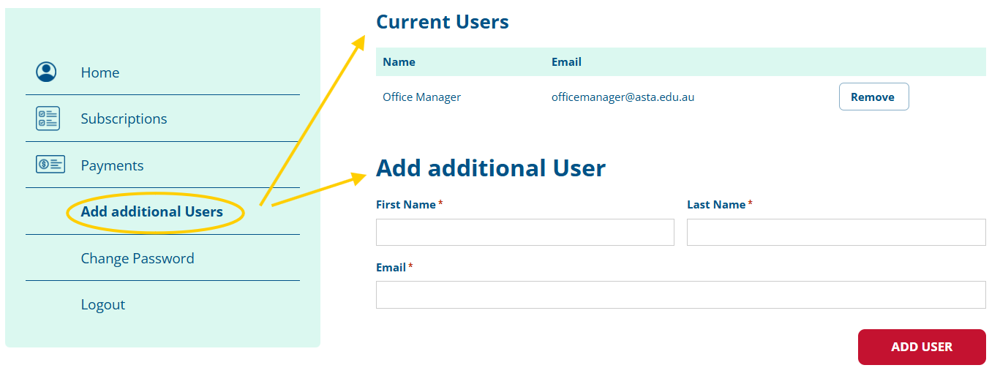 Home
Subscriptions
Payments
Add additional Users
Change Password
Logout
Current Users
Name Email
Office Manager officemanager@asta.edu.au Remove
Add additional User
First Name * Last Name *
Email *
ADD USER